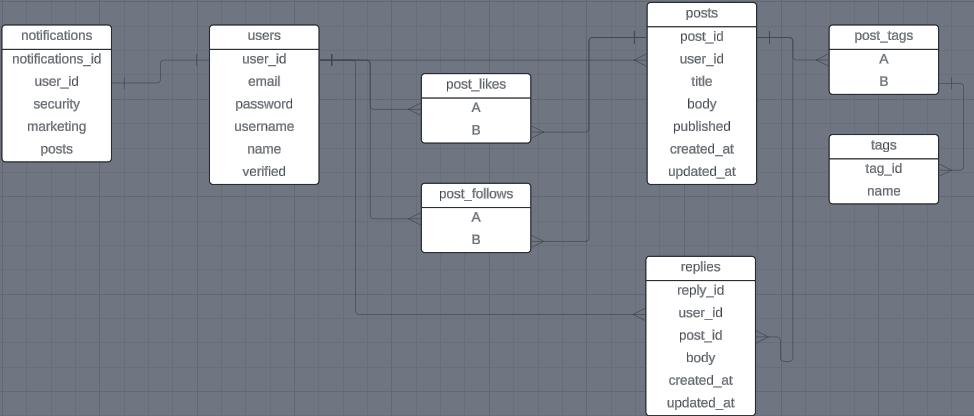 notifications
notifications_id
user_id
security
marketing
posts
users
user_id
email
password
username
name
verified
post_likes
A
B
post_follows
A
B
posts
post_id
user_id
title
body
published
created_at
updated_at
replies
reply_id
user_id
post_id
body
created_at
updated_at
post_tags
A
B
tags
tag_id
name